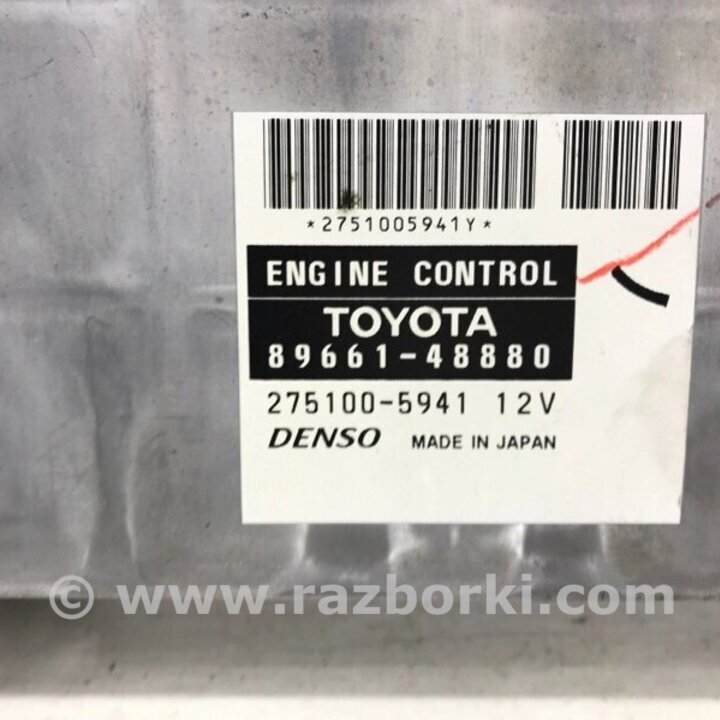 *2751005941Y*
ENGINE CONTROL
TOYOTA
89661-48880
275100-5941 12V
DENSO MADE IN JAPAN
© www.razborki.com